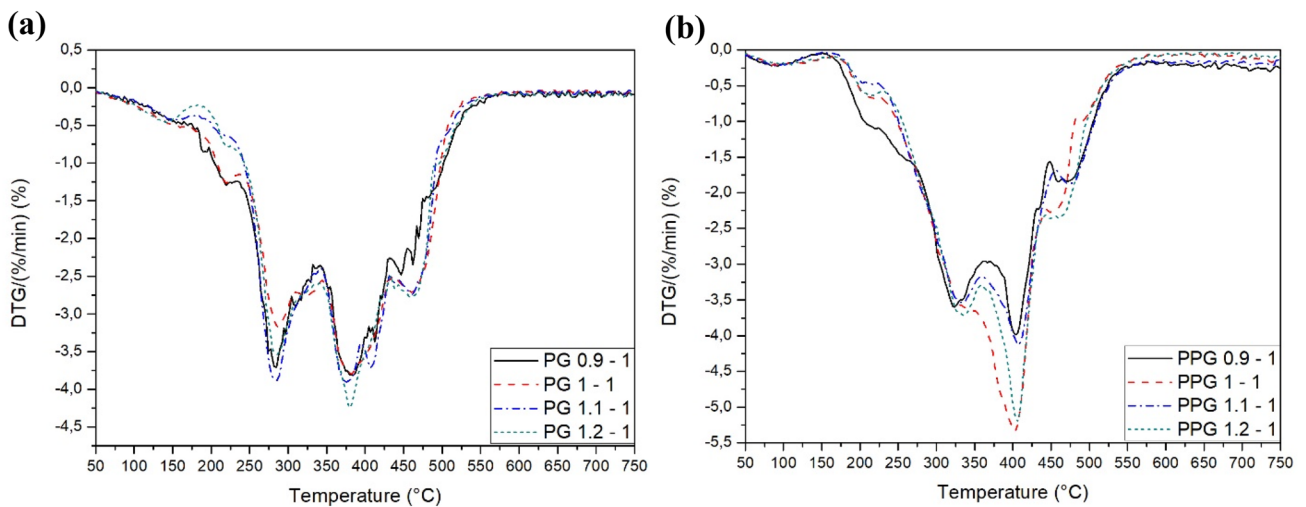 (a)
0,5
0,0
-0,5
-1,0
-1,5
-2,0
-2,5
-3,0
-3,5
-4,0
-4,5
DTG/(%/min) (%)
50 100 150 200 250 300 350 400 450 500 550 600 650 700 750
Temperature (°C)
PG 0.9 - 1
PG 1 - 1
PG 1.1 - 1
PG 1.2 - 1
(b)
0,0
-0,5
-1,0
-1,5
-2,0
-2,5
-3,0
-3,5
-4,0
-4,5
-5,0
-5,5
DTG/(%/min) (%)
50 100 150 200 250 300 350 400 450 500 550 600 650 700 750
Temperature (°C)
PPG 0.9 - 1
PPG 1 - 1
PPG 1.1 - 1
PPG 1.2 - 1